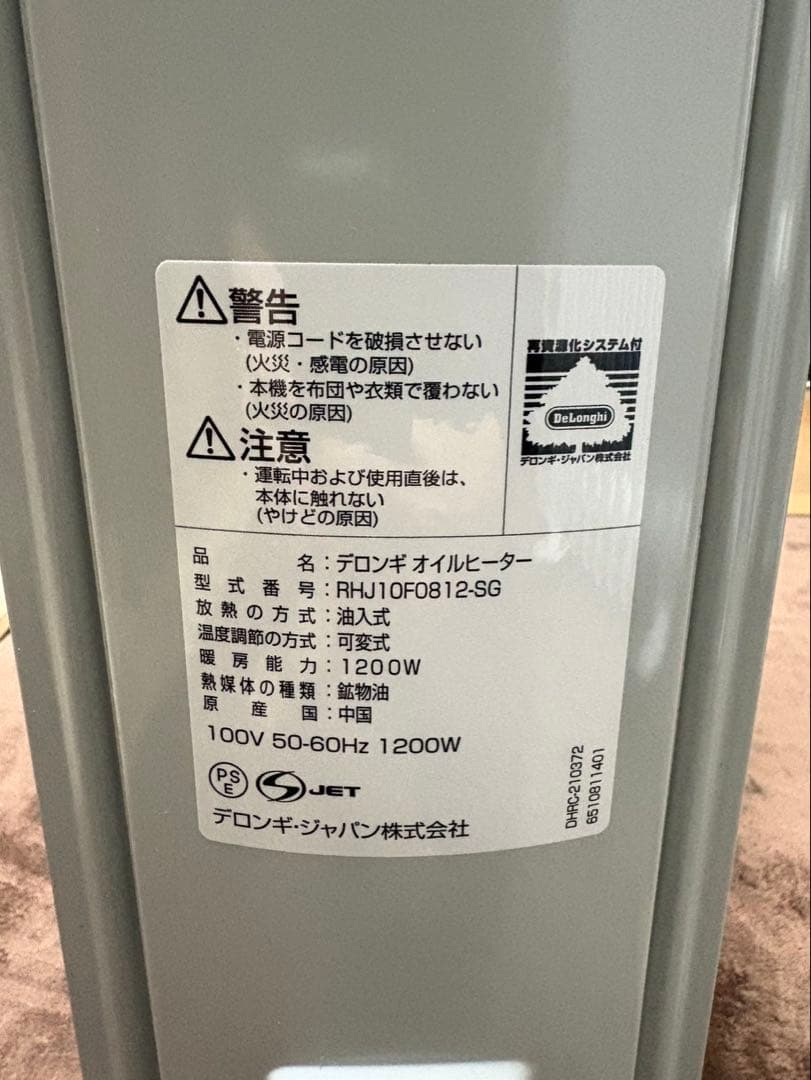 警告
・電源コードを破損させない
(火災・感電の原因)
・本機を布団や衣類で覆わない
(火災の原因)
注意
・運転中および使用直後は、
本体に触れない
(やけどの原因)
再資源化システム付
DeLonghi
デロンギ・ジャパン株式会社
品名:デロンギ オイルヒーター
型式番号:RHJ10F0812-SG
放熱の方式:油入式
温度調節の方式:可変式
暖房能力:1200W
熱媒体の種類:鉱物油
原産国:中国
100V 50-60Hz 1200W
PS
E
JET
デロンギ・ジャパン株式会社
DHRC-210372
6510811401